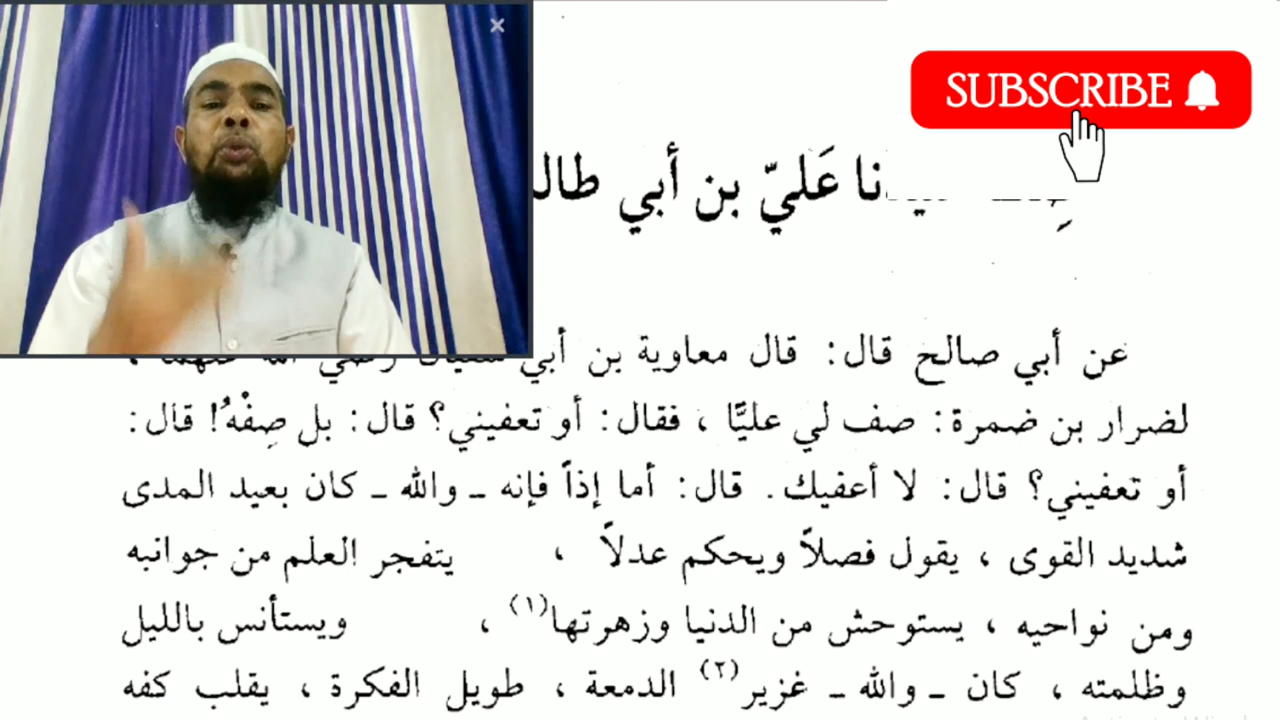 SUBSCRIBE
نا عَليّ بن أبي طالـ
عن أبي صالح قال: قال معاوية بن أبي
لضرار بن ضمرة: صف لي عليًّا ، فقال: أو تعفيني؟ قال: بل صِفْهُ! قال:
أو تعفيني؟ قال: لا أعفيك. قال: أما إذاً فإنه ـ والله ـ كان بعيد المدى
شديد القوى ، يقول فصلاً ويحكم عدلاً ، يتفجر العلم من جوانبه
ومن نواحيه ، يستوحش من الدنيا وزهرتها(١) ، ويستأنس بالليل
وظلمته ، كان ـ والله ـ غزير(٢) الدمعة ، طويل الفكرة ، يقلب كفه